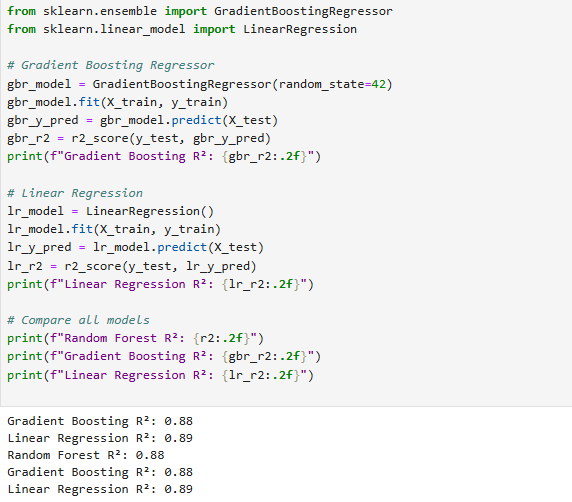 from sklearn.ensemble import GradientBoostingRegressor
from sklearn.linear_model import LinearRegression

# Gradient Boosting Regressor
gbr_model = GradientBoostingRegressor(random_state=42)
gbr_model.fit(X_train, y_train)
gbr_y_pred = gbr_model.predict(X_test)
gbr_r2 = r2_score(y_test, gbr_y_pred)
print(f"Gradient Boosting R²: {gbr_r2:.2f}")

# Linear Regression
lr_model = LinearRegression()
lr_model.fit(X_train, y_train)
lr_y_pred = lr_model.predict(X_test)
lr_r2 = r2_score(y_test, lr_y_pred)
print(f"Linear Regression R²: {lr_r2:.2f}")

# Compare all models
print(f"Random Forest R²: {r2:.2f}")
print(f"Gradient Boosting R²: {gbr_r2:.2f}")
print(f"Linear Regression R²: {lr_r2:.2f}")

Gradient Boosting R²: 0.88
Linear Regression R²: 0.89
Random Forest R²: 0.88
Gradient Boosting R²: 0.88
Linear Regression R²: 0.89